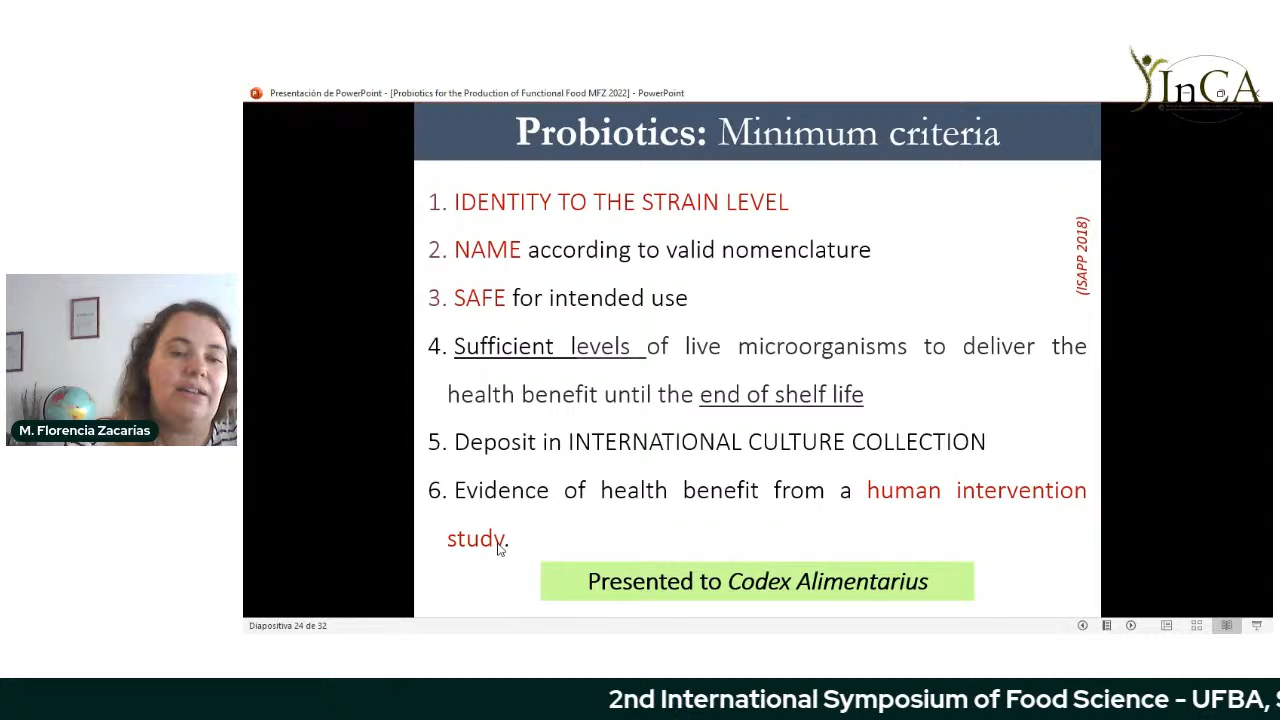 InCA
Presentación de PowerPoint - [Probiotics for the Production of Functional Food MFZ 2022] - PowerPoint
Probiotics: Minimum criteria
1. IDENTITY TO THE STRAIN LEVEL
2. NAME according to valid nomenclature
3. SAFE for intended use
4. Sufficient levels of live microorganisms to deliver the
health benefit until the end of shelf life
5. Deposit in INTERNATIONAL CULTURE COLLECTION
6. Evidence of health benefit from a human intervention
study.
(ISAPP 2018)
Presented to Codex Alimentarius
M. Florencia Zacarías
Diapositiva 24 de 32
2nd International Symposium of Food Science - UFBA, S